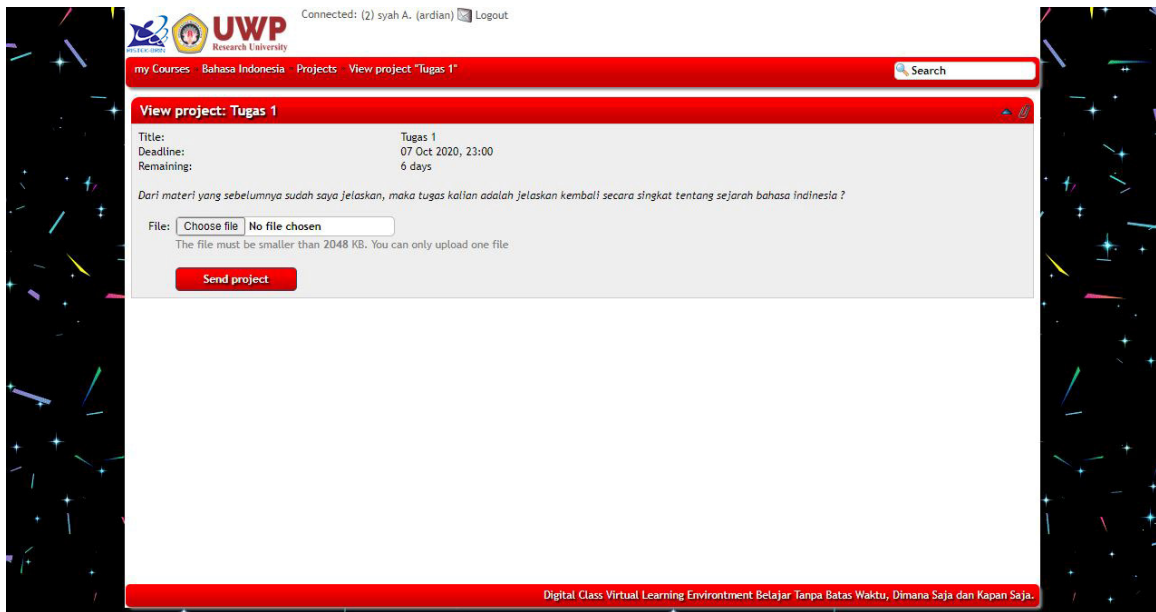 Connected: (2) syah A. (ardian) Logout
RISTEK-BRIN
UWP
Research University
my Courses Bahasa Indonesia Projects View project "Tugas 1"
Search
View project: Tugas 1
Title: Tugas 1
Deadline: 07 Oct 2020, 23:00
Remaining: 6 days
Dari materi yang sebelumnya sudah saya jelaskan, maka tugas kalian adalah jelaskan kembali secara singkat tentang sejarah bahasa indinesia ?
File: Choose file No file chosen
The file must be smaller than 2048 KB. You can only upload one file
Send project
Digital Class Virtual Learning Environtment Belajar Tanpa Batas Waktu, Dimana Saja dan Kapan Saja.